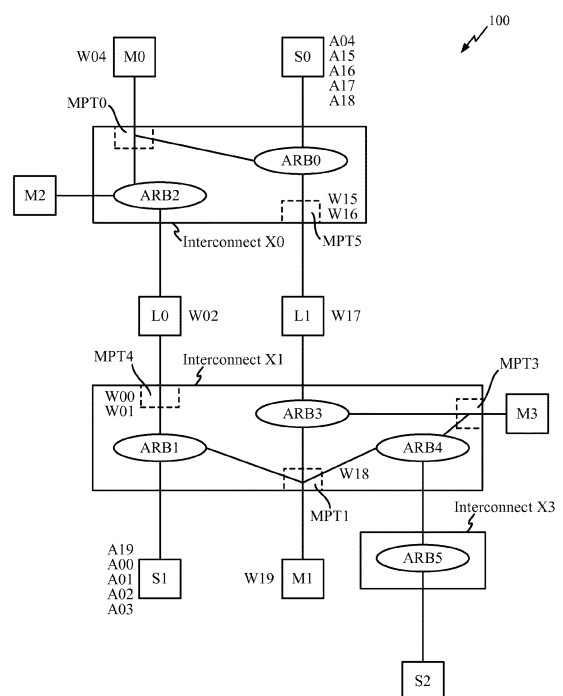 100
W04
M0
S0
A04
A15
A16
A17
A18
MPT0
ARB0
M2
ARB2
W15
W16
Interconnect X0
MPT5
L0
W02
L1
W17
MPT4
Interconnect X1
MPT3
W00
W01
ARB3
M3
ARB1
ARB4
W18
MPT1
Interconnect X3
A19
A00
A01
A02
A03
S1
W19
M1
ARB5
S2